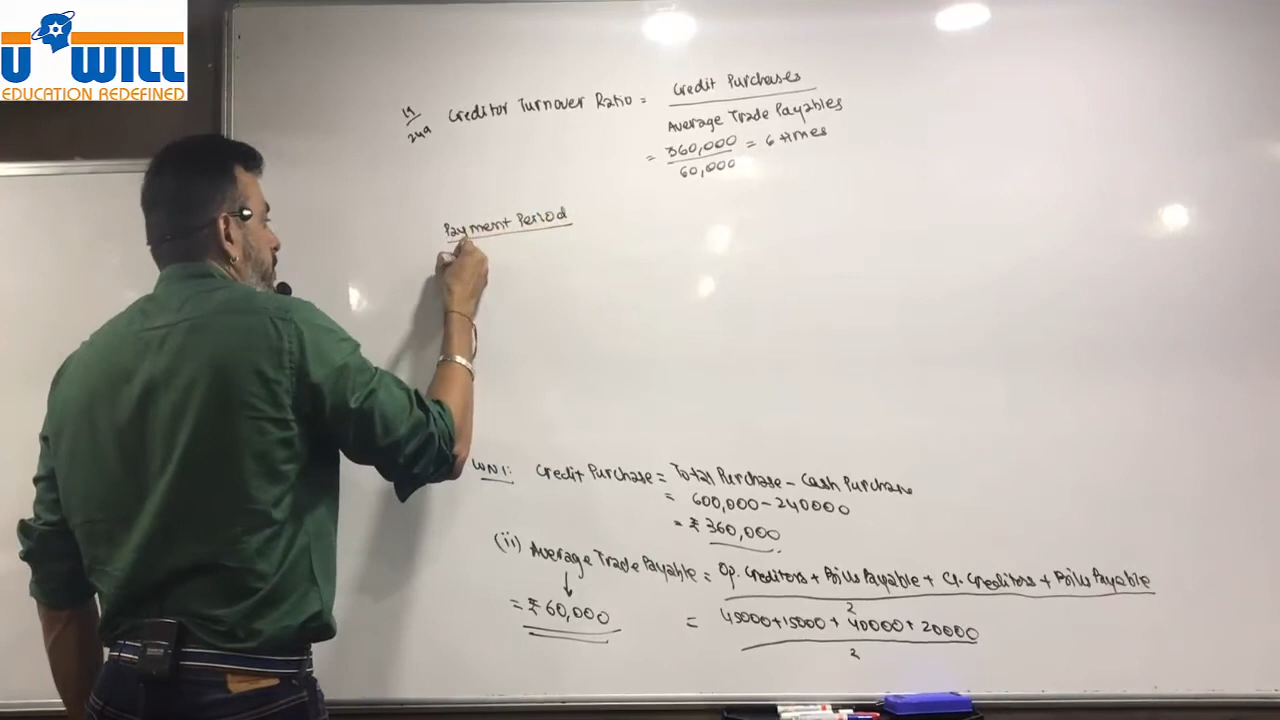 U WILL
EDUCATION REDEFINED
19/249 Creditor Turnover Ratio = Credit Purchases
Average Trade Payables
= 360,000 = 6 times
60,000
Payment Period
WN1: Credit Purchase = Total Purchase - Cash Purchase
= 600,000 - 240000
= ₹ 360,000
(ii) Average Trade Payable = Op. Creditors + Bills Payable + Cl. Creditors + Bills Payable
2
= ₹ 60,000 = 45000 + 15000 + 40000 + 20000
2